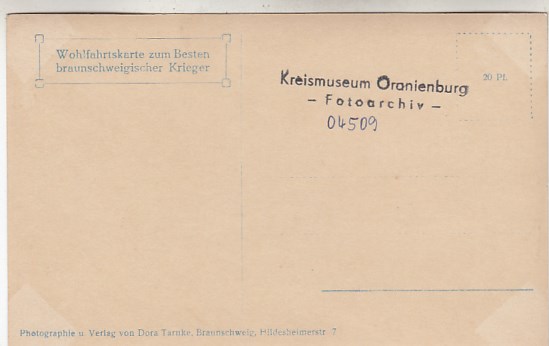 Wohlfahrtskarte zum Besten
braunschweigischer Krieger
Kreismuseum Oranienburg
- Fotoarchiv -
04509
20 Pf.
Photographie u. Verlag von Dora Tarnke, Braunschweig, Hildesheimerstr 7